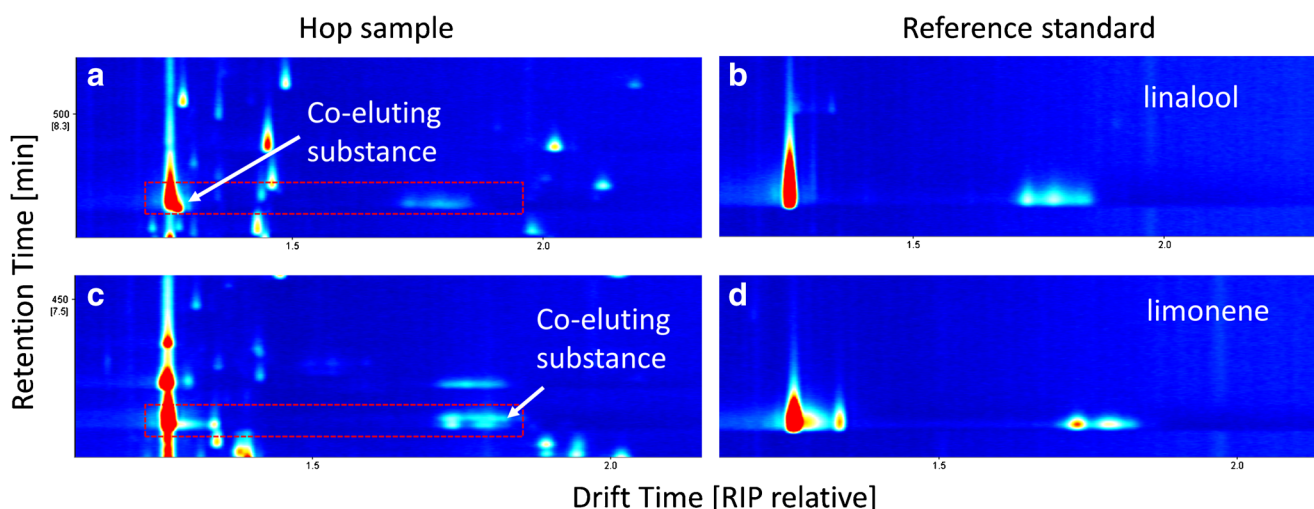 Hop sample
Reference standard
a
Co-eluting
substance
500
[8.3]
1.5
2.0
b
linalool
1.5
2.0
c
Co-eluting
substance
450
[7.5]
1.5
2.0
d
limonene
1.5
2.0
Retention Time [min]
Drift Time [RIP relative]